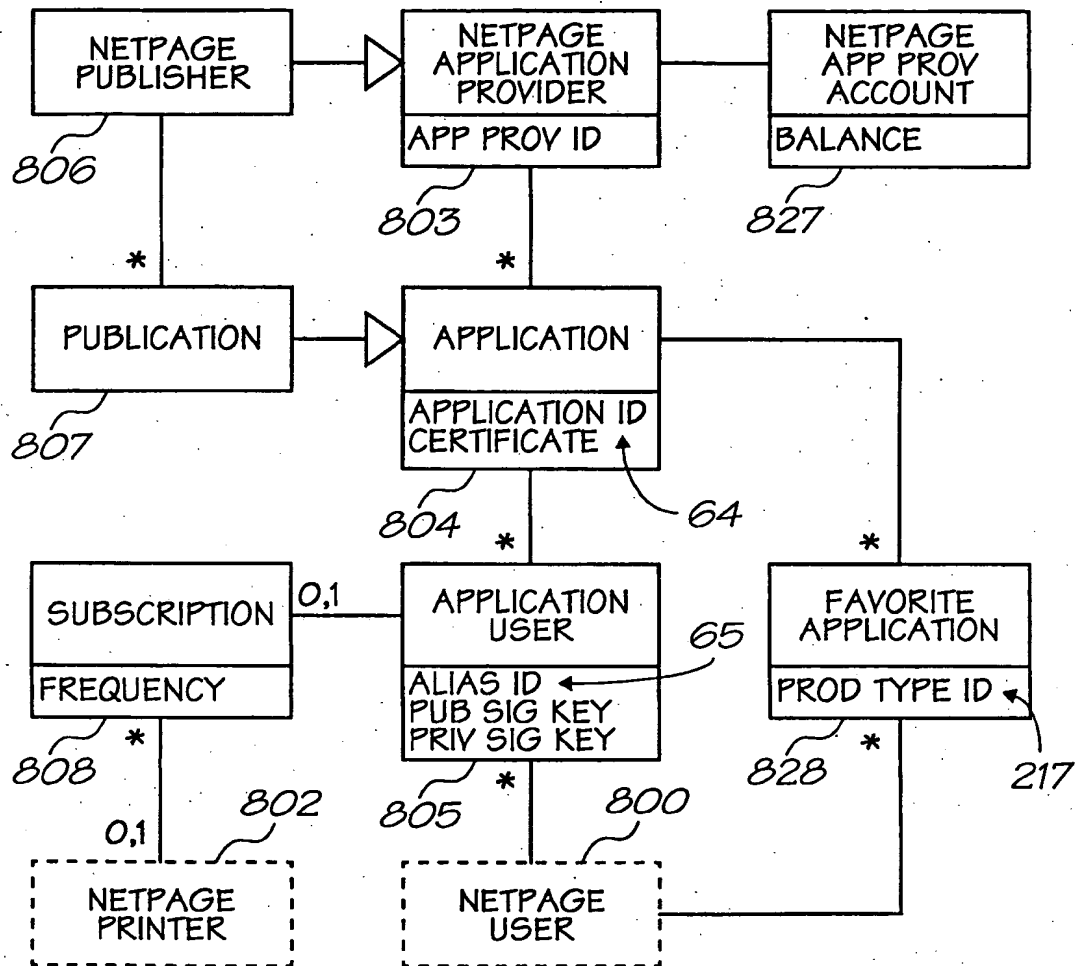 NETPAGE
PUBLISHER
806
NETPAGE
APPLICATION
PROVIDER
APP PROV ID
803
NETPAGE
APP PROV
ACCOUNT
BALANCE
827
*
*
PUBLICATION
807
APPLICATION
APPLICATION ID
CERTIFICATE
804
64
*
*
SUBSCRIPTION
FREQUENCY
808
0,1
APPLICATION
USER
ALIAS ID
PUB SIG KEY
PRIV SIG KEY
805
65
FAVORITE
APPLICATION
PROD TYPE ID
828
217
*
*
*
0,1
802
NETPAGE
PRINTER
800
NETPAGE
USER